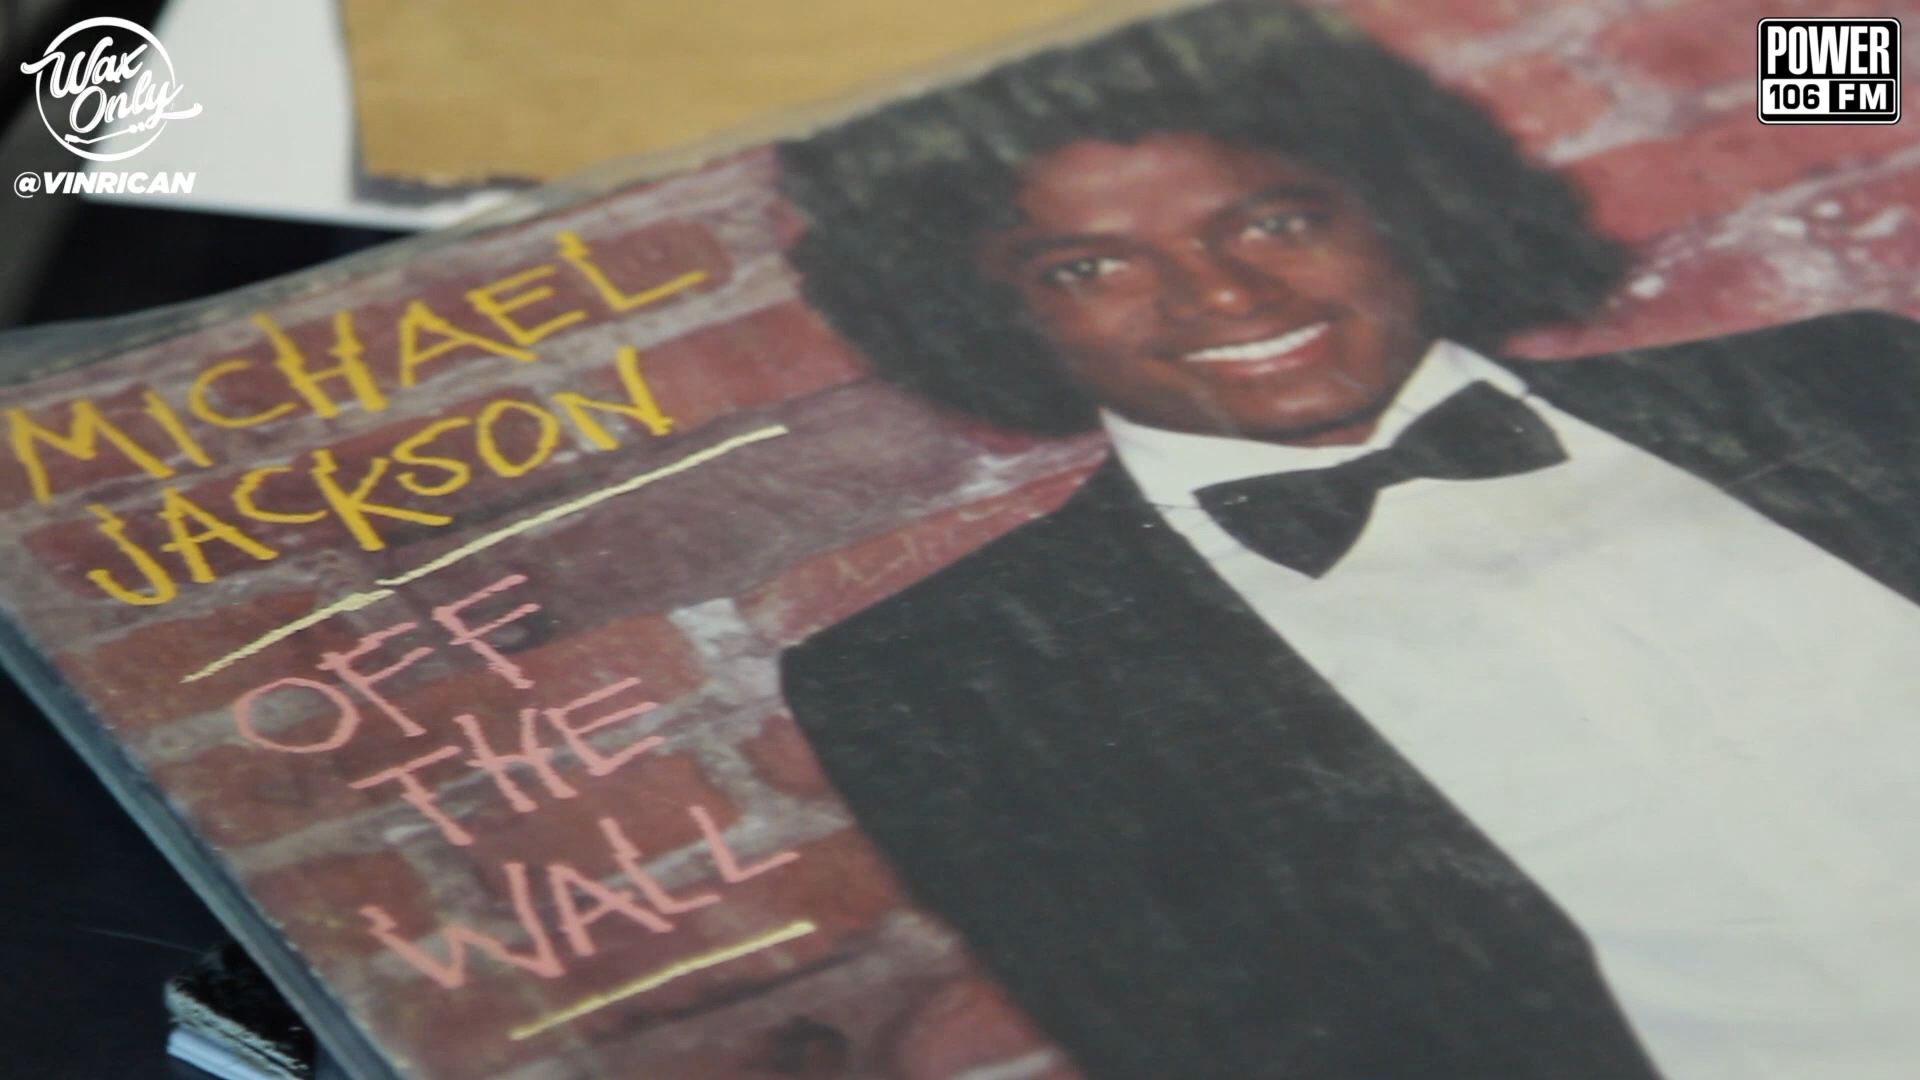 Wax
Only
@VINRICAN
POWER
106 FM
MICHAEL
JACKSON
OFF
THE
WALL